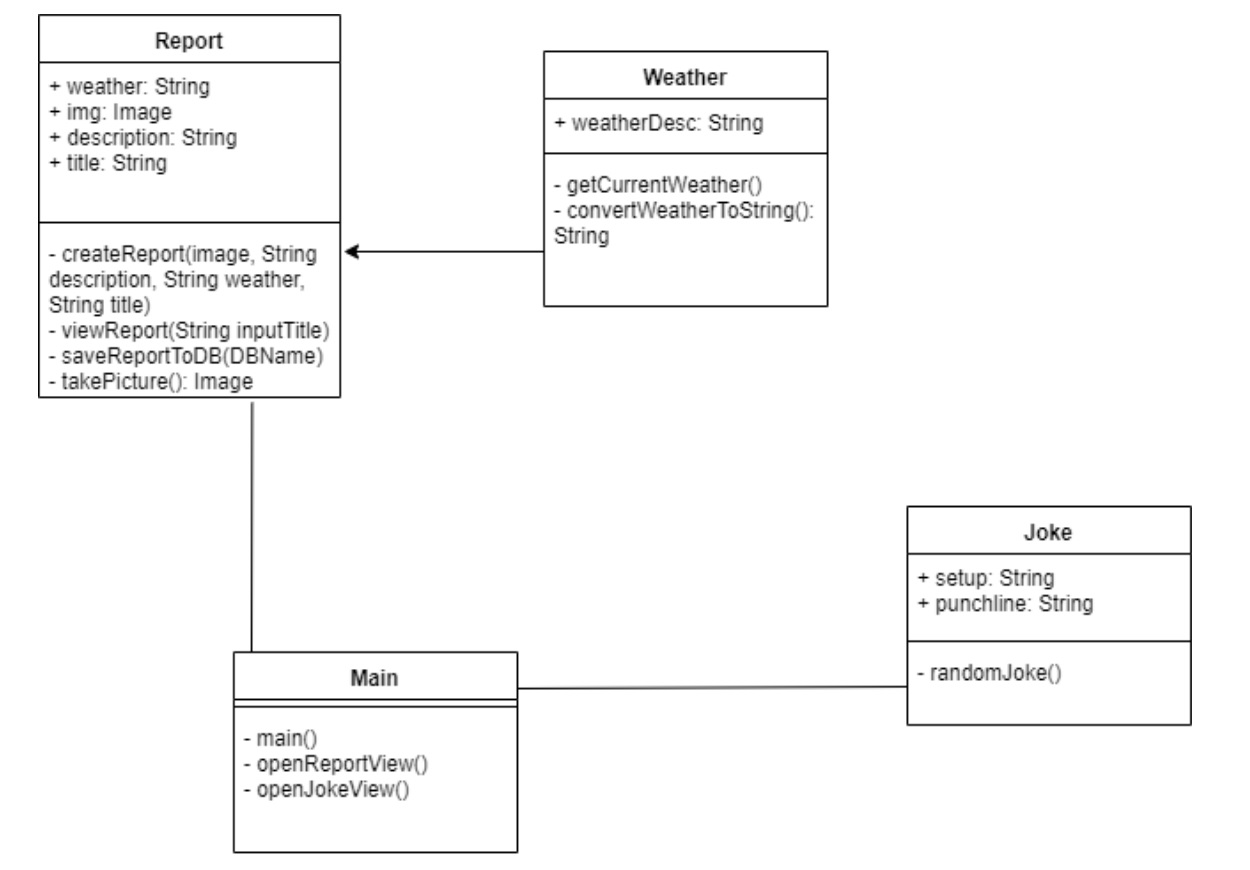 Report
+ weather: String
+ img: Image
+ description: String
+ title: String
- createReport(image, String
description, String weather,
String title)
- viewReport(String inputTitle)
- saveReportToDB(DBName)
- takePicture(): Image
Weather
+ weatherDesc: String
- getCurrentWeather()
- convertWeatherToString():
String
Joke
+ setup: String
+ punchline: String
- randomJoke()
Main
- main()
- openReportView()
- openJokeView()